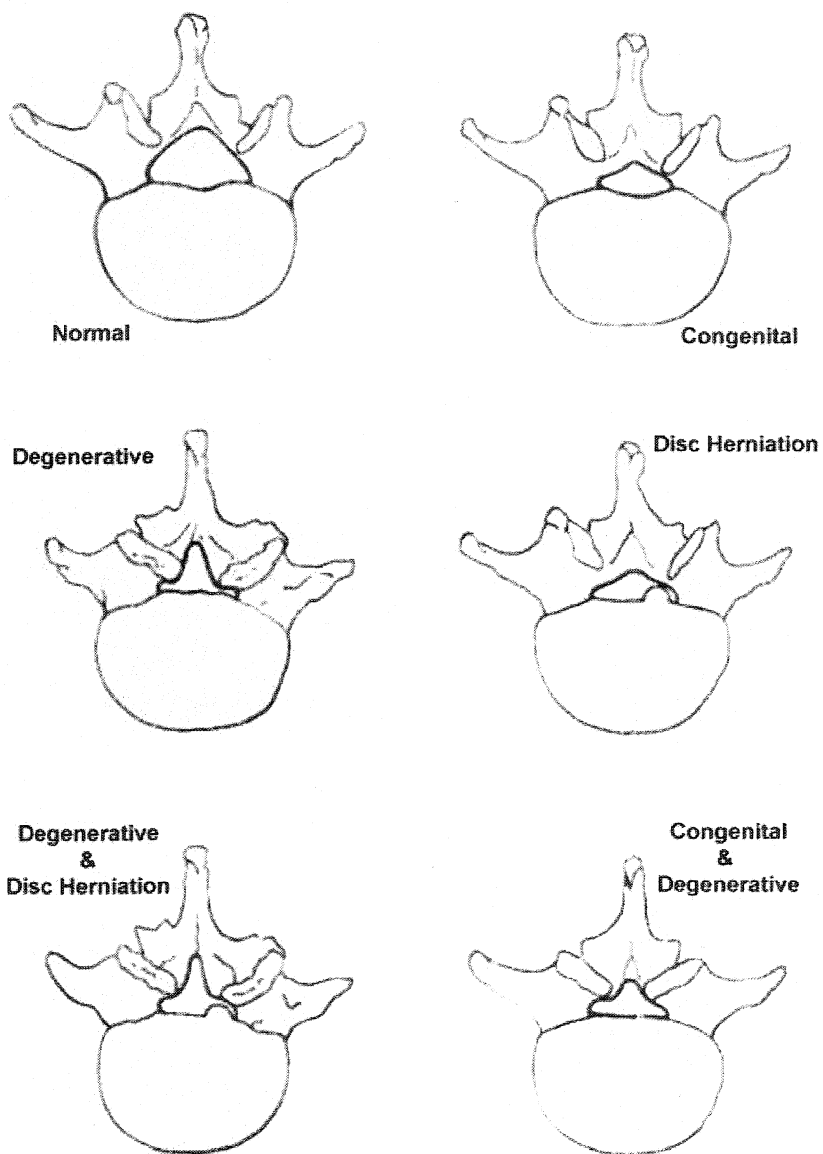 Normal
Congenital
Degenerative
Disc Herniation
Degenerative
&
Disc Herniation
Congenital
&
Degenerative